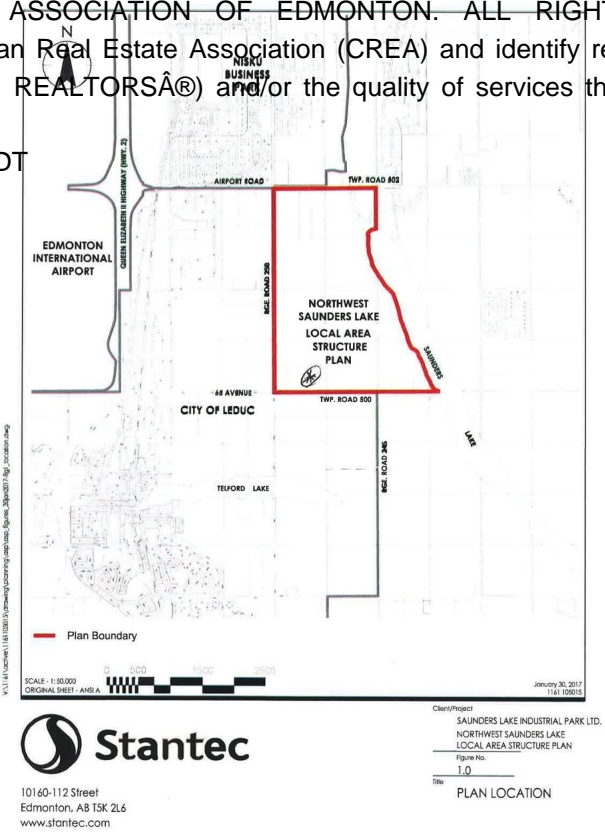 ASSOCIATION OF EDMONTON. ALL RIGHT
an Real Estate Association (CREA) and identify re
REALTORSÂ®) and/or the quality of services th
DT
N
NISKU
BUSINESS
PARK
QUEEN ELIZABETH II HIGHWAY (HWY. 2)
AIRPORT ROAD
TWP. ROAD 502
EDMONTON
INTERNATIONAL
AIRPORT
RGE. ROAD 250
NORTHWEST
SAUNDERS LAKE
LOCAL AREA
STRUCTURE
PLAN
SAUNDERS
LAKE
65 AVENUE
CITY OF LEDUC
TWP. ROAD 500
RGE. ROAD 245
TELFORD LAKE
Plan Boundary
0 500 1500 2500
SCALE - 1:50,000
ORIGINAL SHEET - ANSI A
January 30, 2017
1161 105015
Stantec
10160-112 Street
Edmonton, AB T5K 2L6
www.stantec.com
Client/Project
SAUNDERS LAKE INDUSTRIAL PARK LTD.
NORTHWEST SAUNDERS LAKE
LOCAL AREA STRUCTURE PLAN
Figure No.
1.0
Title
PLAN LOCATION